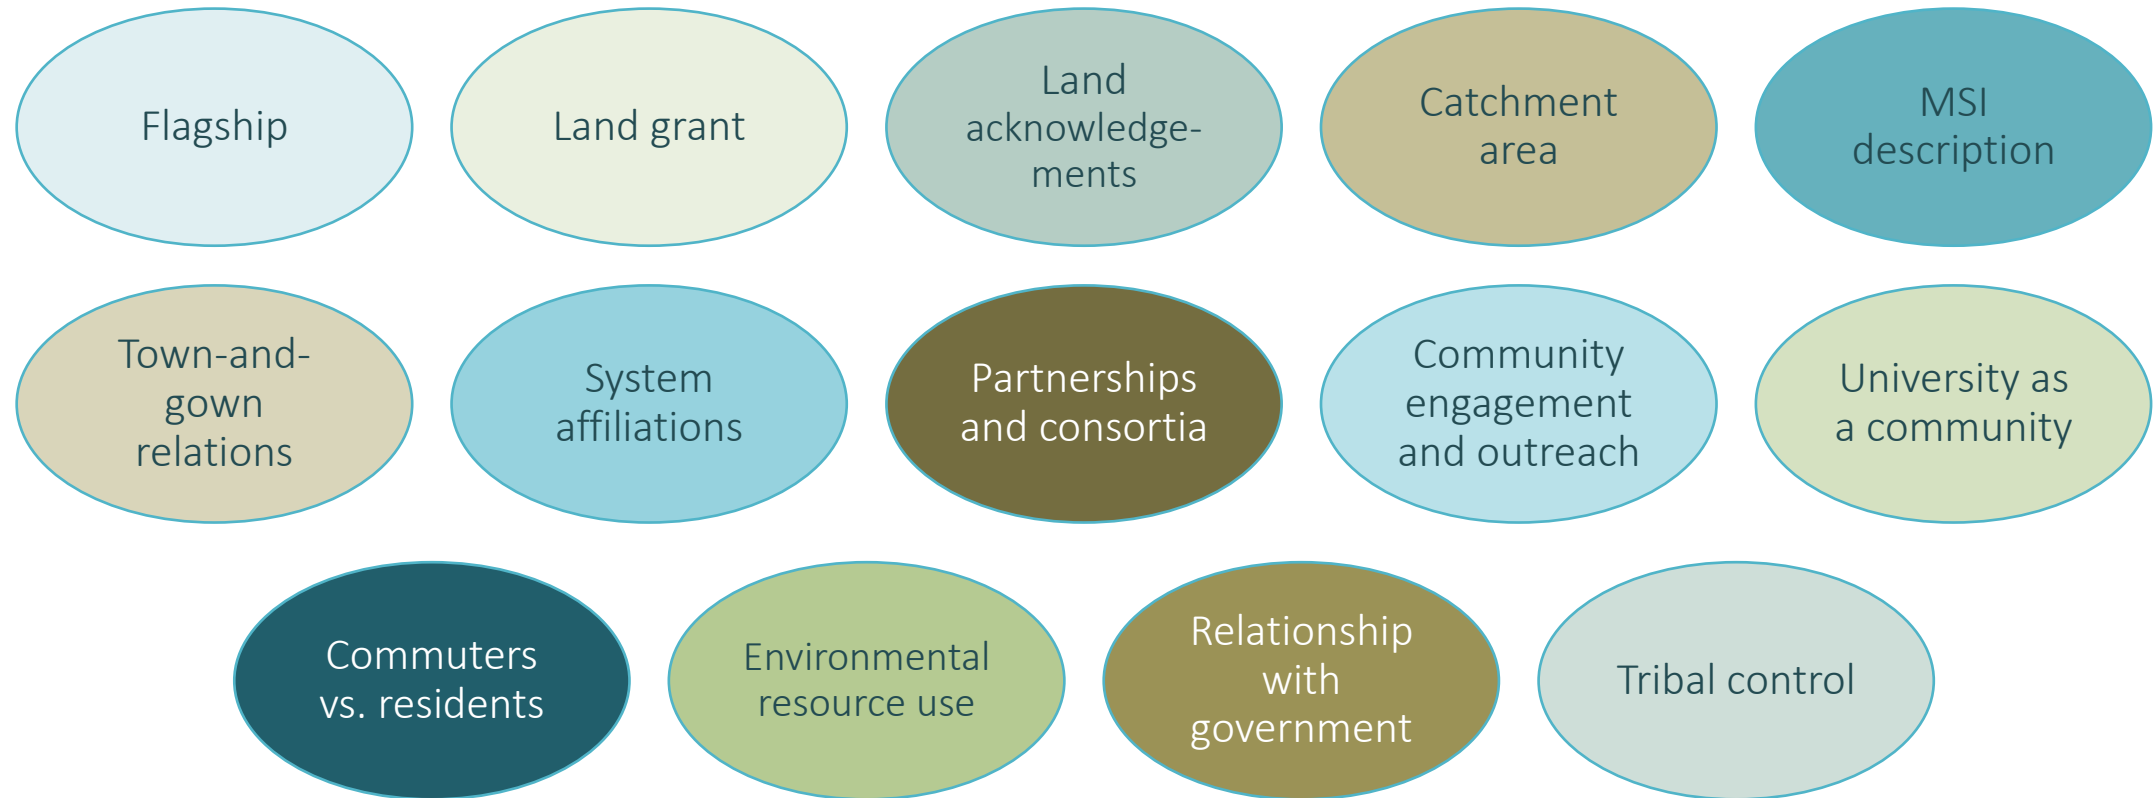 Flagship
Land grant
Land
acknowledge-
ments
Catchment
area
MSI
description
Town-and-
gown
relations
System
affiliations
Partnerships
and consortia
Community
engagement
and outreach
University as
a community
Commuters
vs. residents
Environmental
resource use
Relationship
with
government
Tribal control